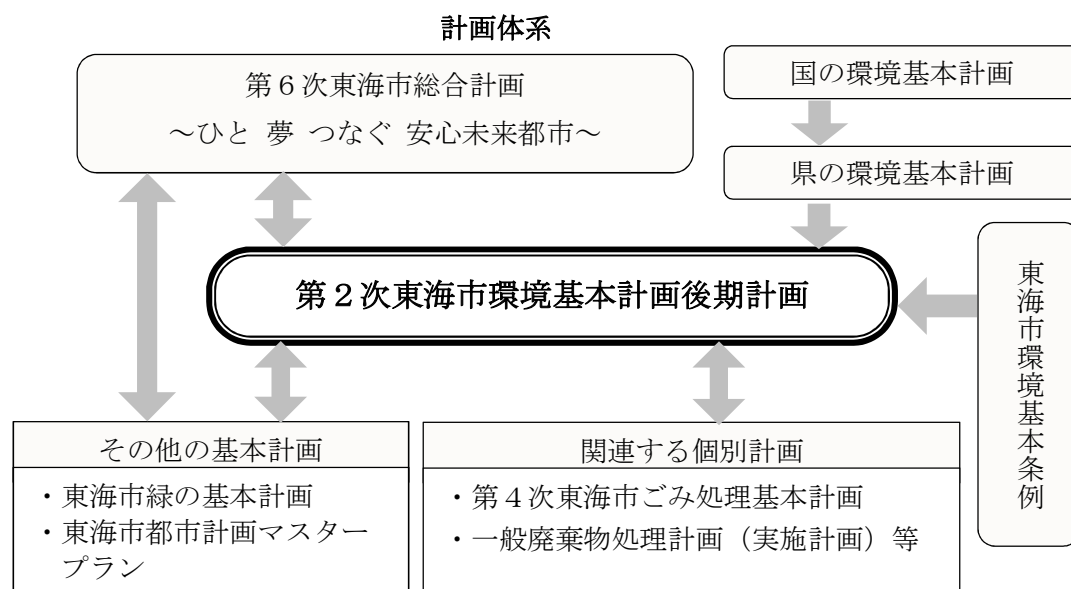 計画体系
第６次東海市総合計画
～ひと 夢 つなぐ 安心未来都市～
国の環境基本計画
県の環境基本計画
第２次東海市環境基本計画後期計画
東海市環境基本条例
その他の基本計画
・東海市緑の基本計画
・東海市都市計画マスター
プラン
関連する個別計画
・第４次東海市ごみ処理基本計画
・一般廃棄物処理計画（実施計画）等